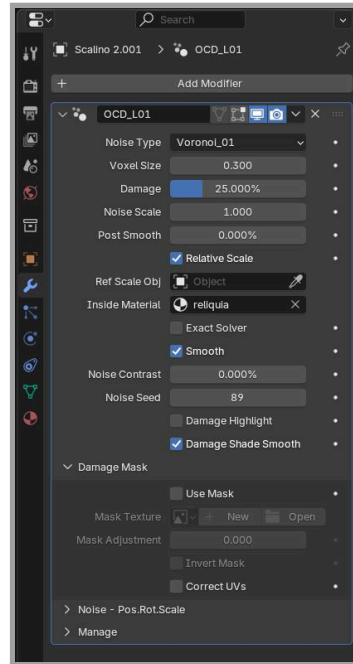 Search
Scalino 2.001 > OCD_L01
+ Add Modifier
OCD_L01
Noise Type Voronoi_01
Voxel Size 0.300
Damage 25.000%
Noise Scale 1.000
Post Smooth 0.000%
Relative Scale
Ref Scale Obj Object
Inside Material reliquia
Exact Solver
Smooth
Noise Contrast 0.000%
Noise Seed 89
Damage Highlight
Damage Shade Smooth
Damage Mask
Use Mask
Mask Texture + New Open
Mask Adjustment 0.000
Invert Mask
Correct UVs
Noise - Pos.Rot.Scale
Manage